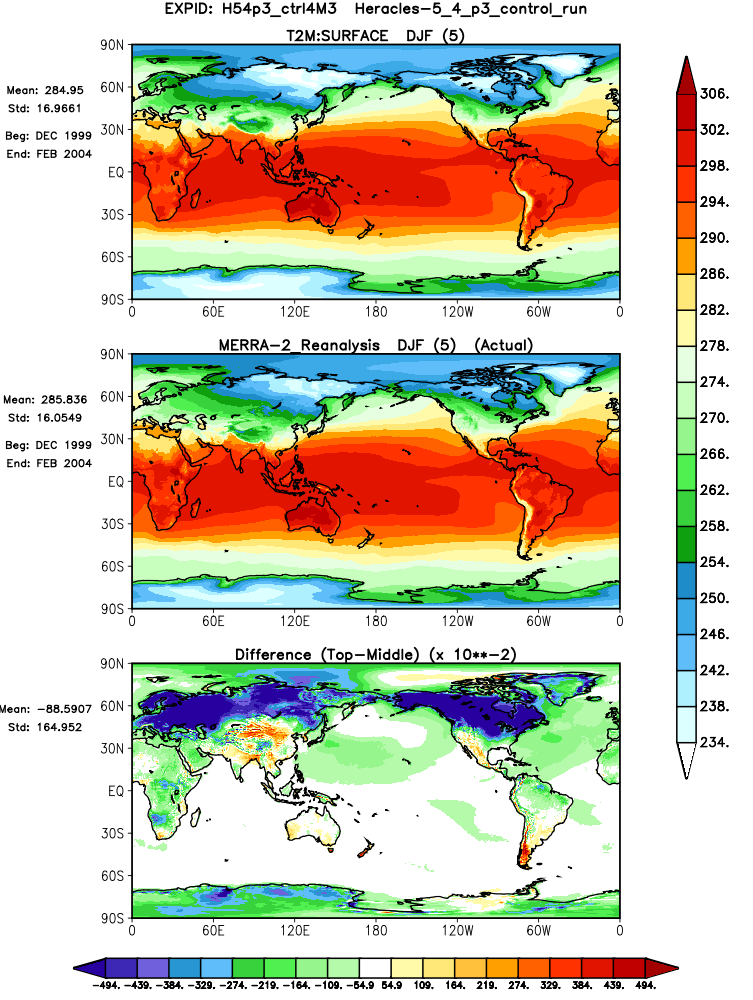 EXPID: H54p3_ctrl4M3 Heracles-5_4_p3_control_run
T2M:SURFACE DJF (5)
90N
60N
30N
EQ
30S
60S
90S
0 60E 120E 180 120W 60W 0
Mean: 284.95
Std: 16.9661
Beg: DEC 1999
End: FEB 2004
MERRA-2_Reanalysis DJF (5) (Actual)
90N
60N
30N
EQ
30S
60S
90S
0 60E 120E 180 120W 60W 0
Mean: 285.836
Std: 16.0549
Beg: DEC 1999
End: FEB 2004
Difference (Top-Middle) (x 10**-2)
90N
60N
30N
EQ
30S
60S
90S
0 60E 120E 180 120W 60W 0
Mean: -88.5907
Std: 164.952
306.
302.
298.
294.
290.
286.
282.
278.
274.
270.
266.
262.
258.
254.
250.
246.
242.
238.
234.
-494. -439. -384. -329. -274. -219. -164. -109. -54.9 54.9 109. 164. 219. 274. 329. 384. 439. 494.